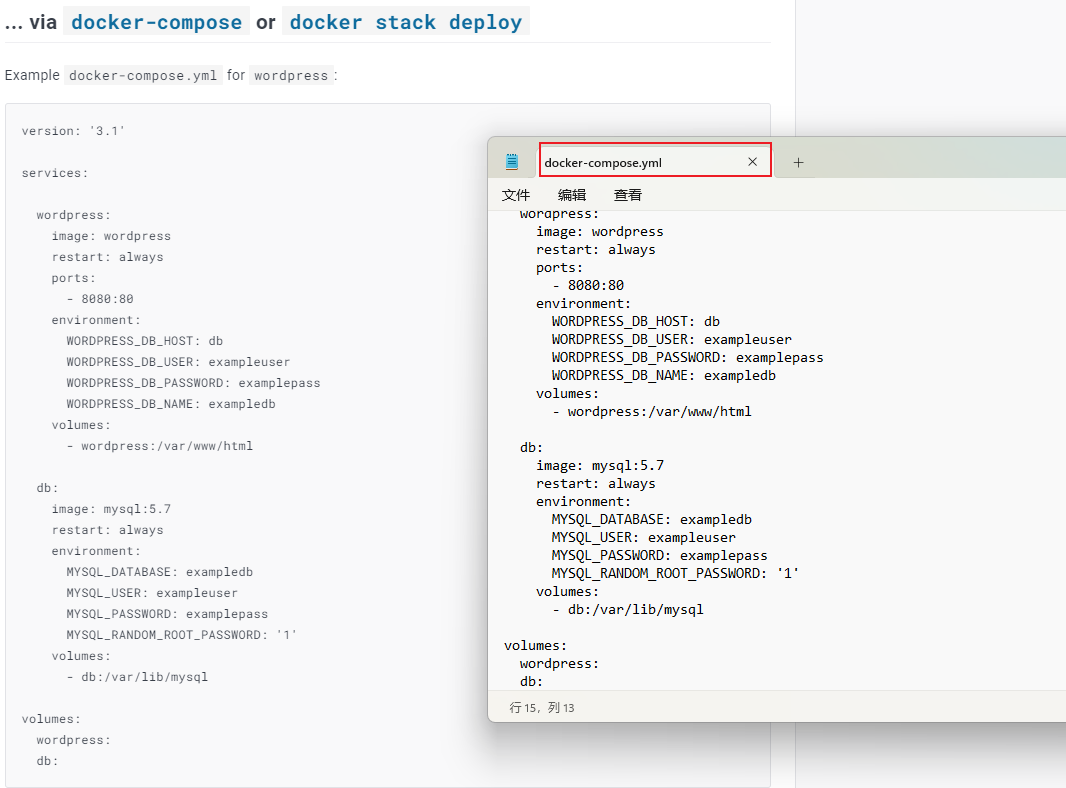 ... via docker-compose or docker stack deploy
Example docker-compose.yml for wordpress:
version: '3.1'
services:
wordpress:
image: wordpress
restart: always
ports:
- 8080:80
environment:
WORDPRESS_DB_HOST: db
WORDPRESS_DB_USER: exampleuser
WORDPRESS_DB_PASSWORD: examplepass
WORDPRESS_DB_NAME: exampledb
volumes:
- wordpress:/var/www/html
db:
image: mysql:5.7
restart: always
environment:
MYSQL_DATABASE: exampledb
MYSQL_USER: exampleuser
MYSQL_PASSWORD: examplepass
MYSQL_RANDOM_ROOT_PASSWORD: '1'
volumes:
- db:/var/lib/mysql
volumes:
wordpress:
db:
docker-compose.yml
文件 编辑 查看
wordpress:
image: wordpress
restart: always
ports:
- 8080:80
environment:
WORDPRESS_DB_HOST: db
WORDPRESS_DB_USER: exampleuser
WORDPRESS_DB_PASSWORD: examplepass
WORDPRESS_DB_NAME: exampledb
volumes:
- wordpress:/var/www/html
db:
image: mysql:5.7
restart: always
environment:
MYSQL_DATABASE: exampledb
MYSQL_USER: exampleuser
MYSQL_PASSWORD: examplepass
MYSQL_RANDOM_ROOT_PASSWORD: '1'
volumes:
- db:/var/lib/mysql
volumes:
wordpress:
db:
行 15，列 13